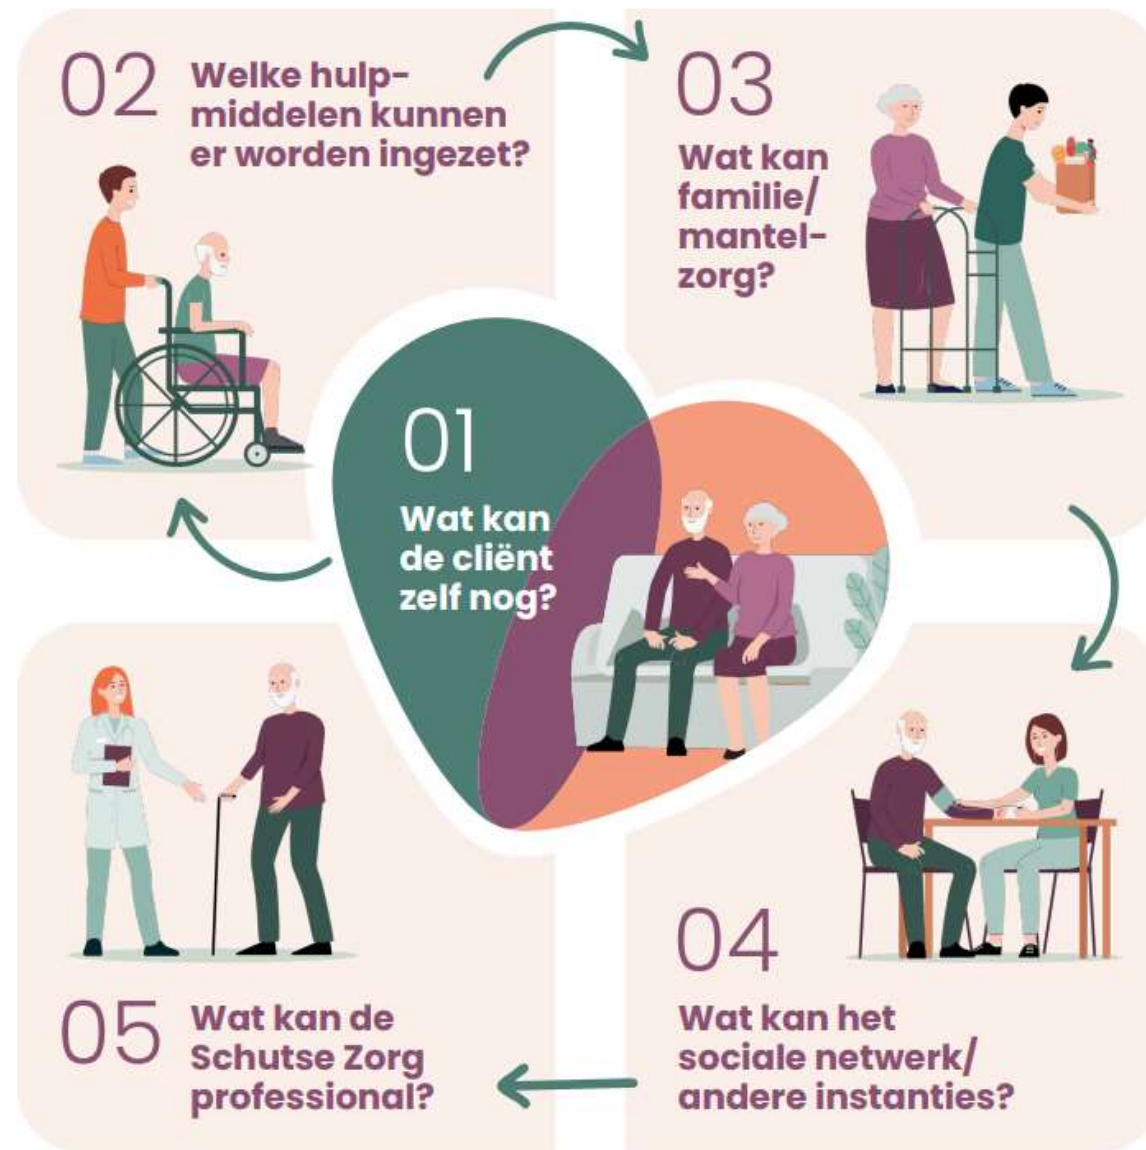 01
Wat kan
de cliënt
zelf nog?
02
Welke hulp-
middelen kunnen
er worden ingezet?
03
Wat kan
familie/
mantel-
zorg?
04
Wat kan het
sociale netwerk/
andere instanties?
05
Wat kan de
Schutse Zorg
professional?